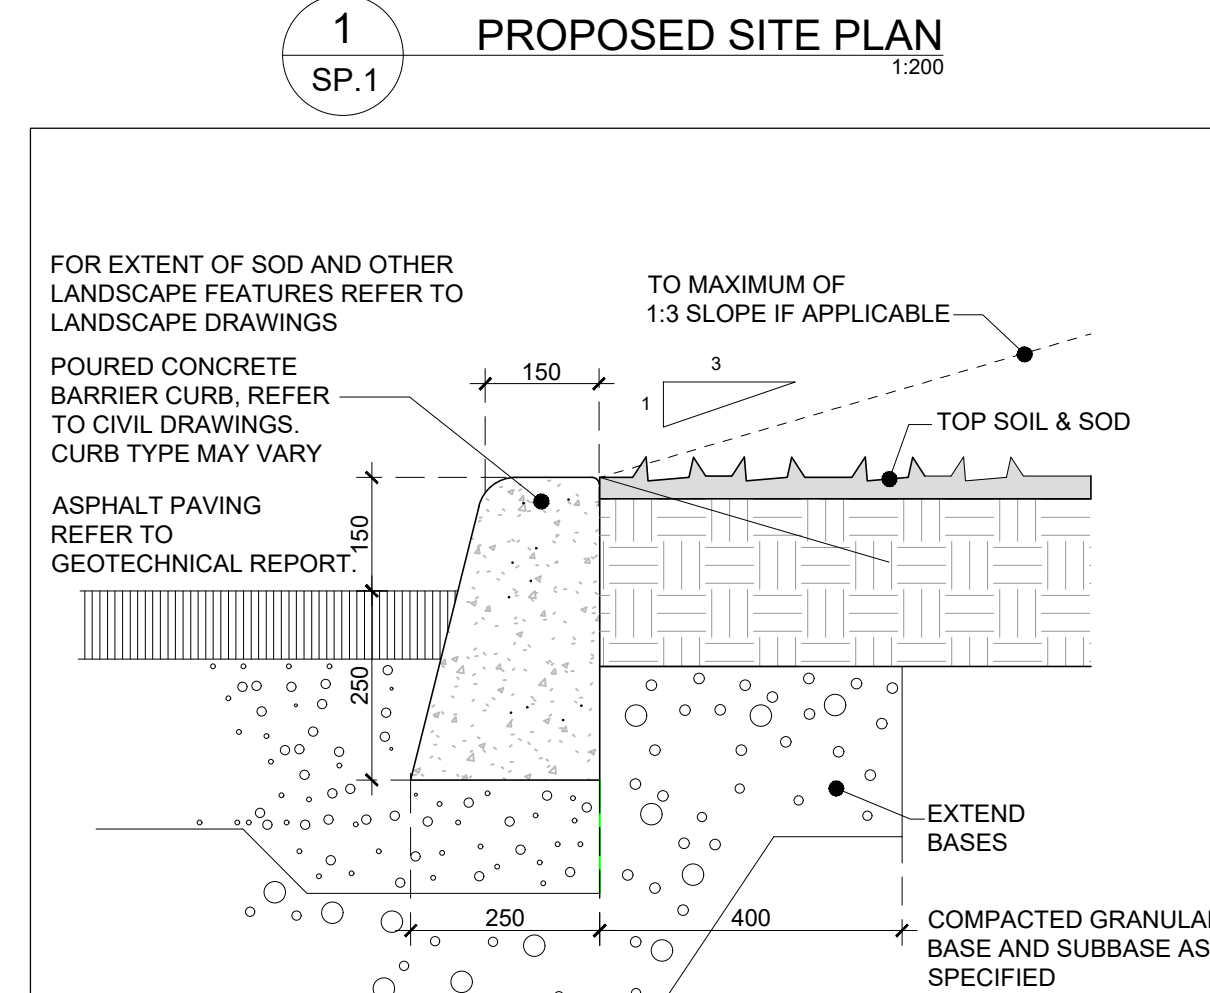 1
SP.1
PROPOSED SITE PLAN
1:200
FOR EXTENT OF SOD AND OTHER
LANDSCAPE FEATURES REFER TO
LANDSCAPE DRAWINGS
POURED CONCRETE
BARRIER CURB, REFER
TO CIVIL DRAWINGS.
CURB TYPE MAY VARY
ASPHALT PAVING
REFER TO
GEOTECHNICAL REPORT.
TO MAXIMUM OF
1:3 SLOPE IF APPLICABLE
150
3
1
TOP SOIL & SOD
150
250
EXTEND
BASES
250
400
COMPACTED GRANULAR
BASE AND SUBBASE AS
SPECIFIED